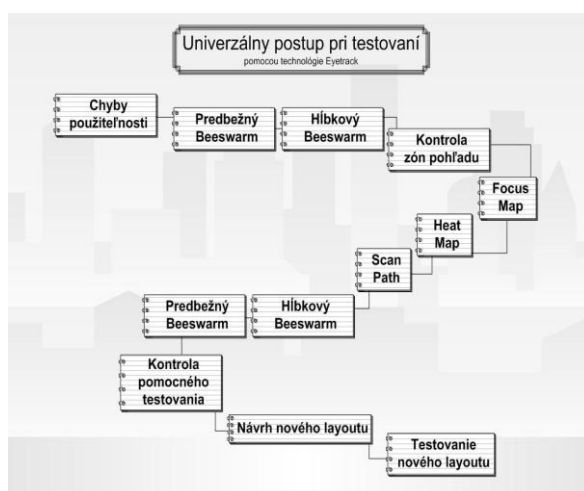 Univerzálny postup pri testovaní
pomocou technológie Eyetrack
Chyby
použiteľnosti
Predbežný
Beeswarm
Hĺbkový
Beeswarm
Kontrola
zón pohľadu
Focus
Map
Heat
Map
Scan
Path
Hĺbkový
Beeswarm
Predbežný
Beeswarm
Kontrola
pomocného
testovania
Návrh nového layoutu
Testovanie
nového layoutu